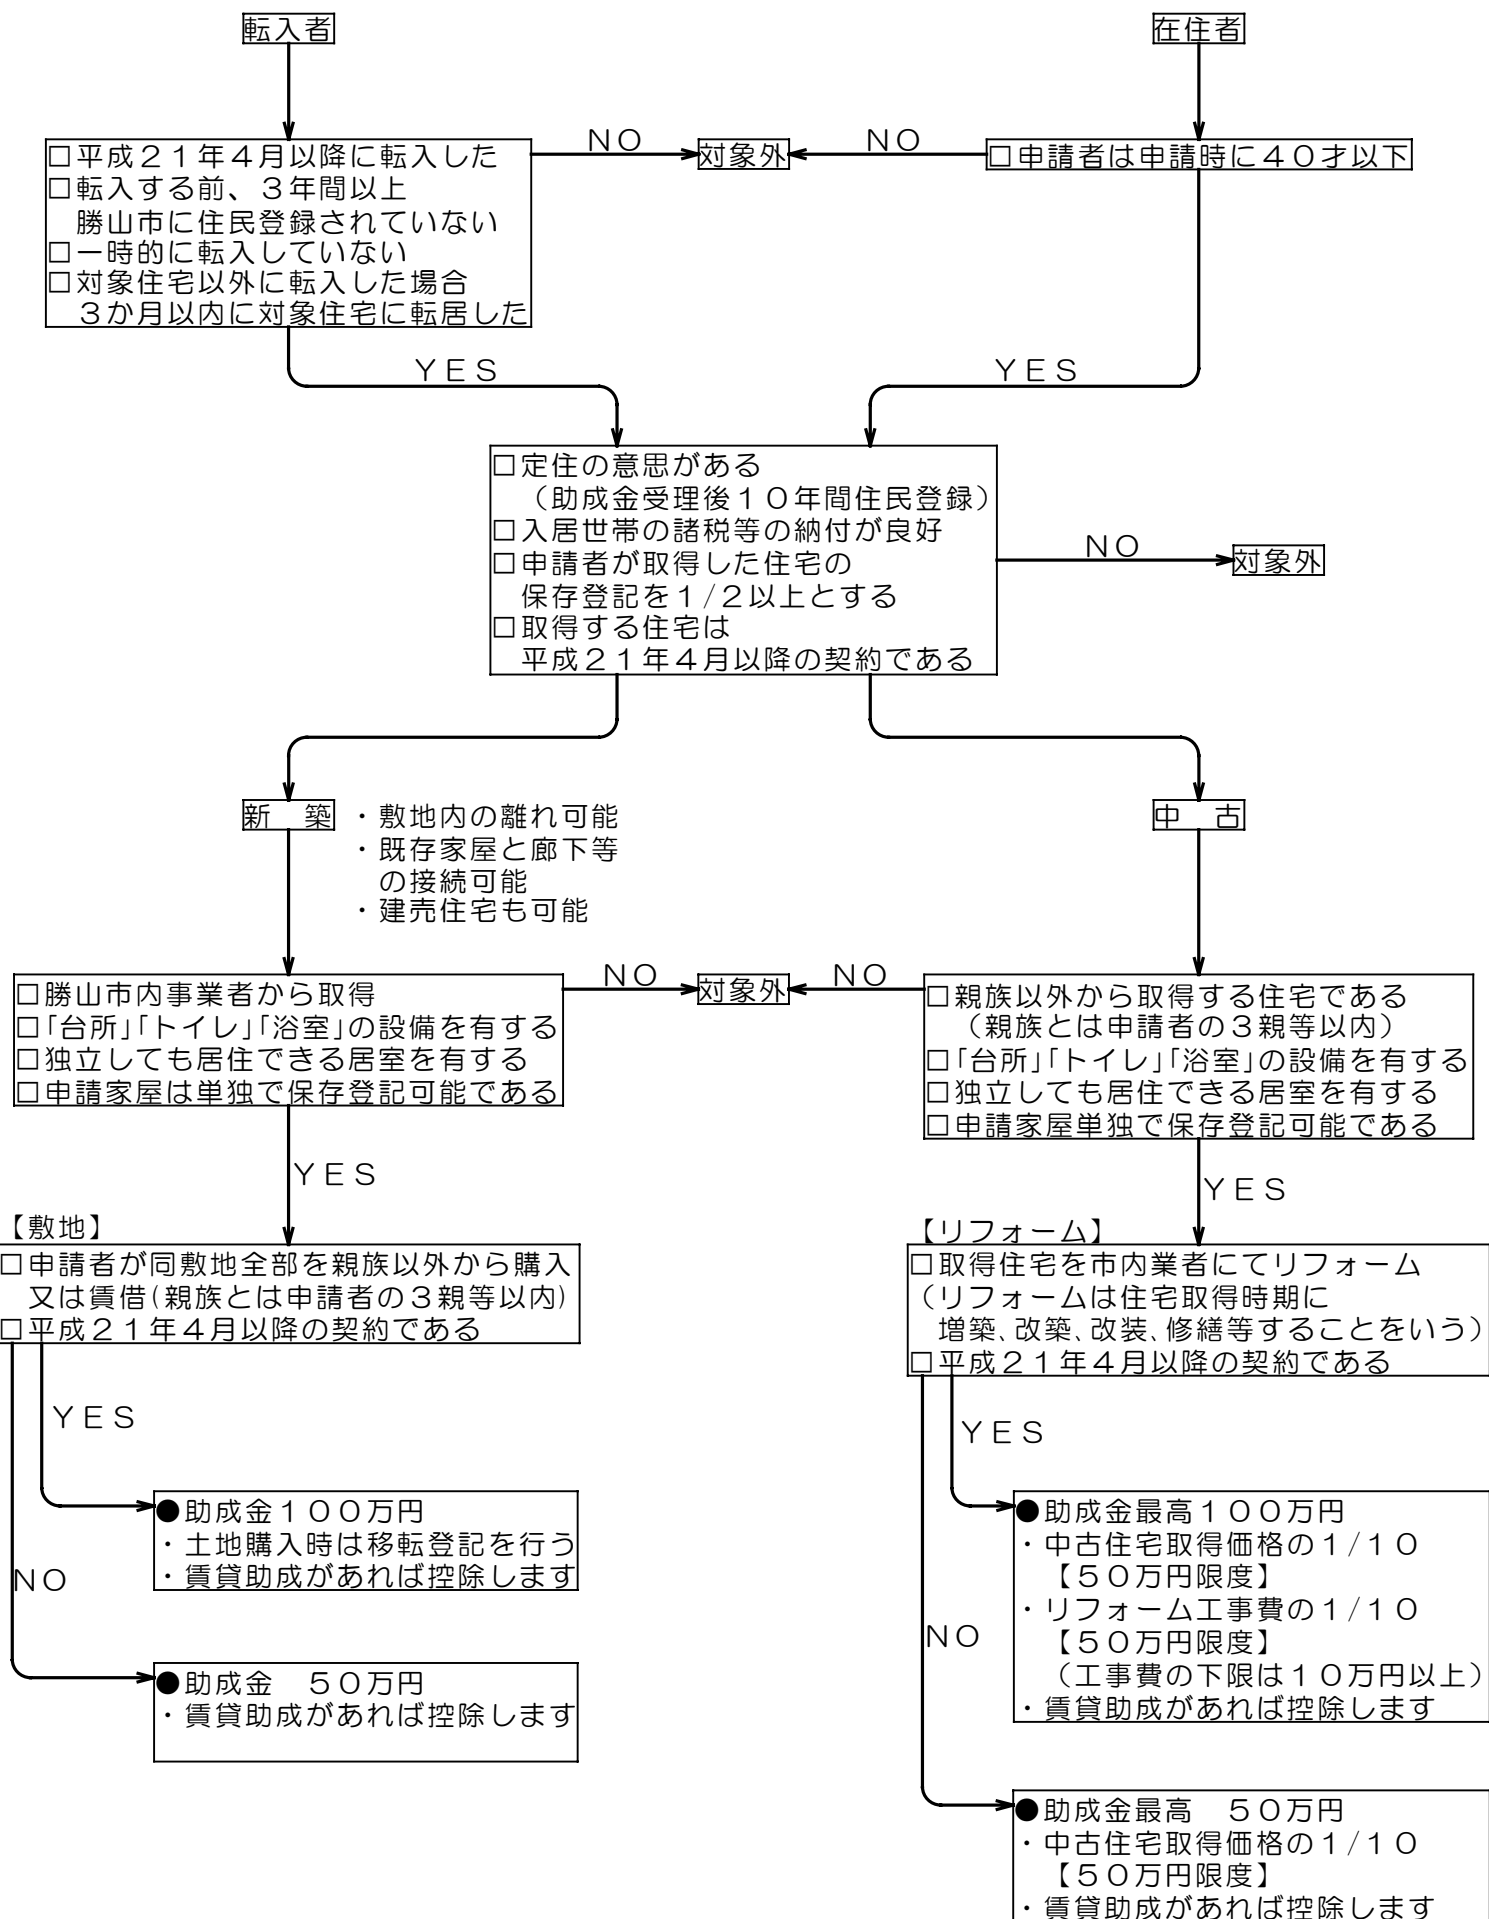 転入者
在住者
□平成２１年４月以降に転入した
□転入する前、３年間以上
勝山市に住民登録されていない
□一時的に転入していない
□対象住宅以外に転入した場合
３か月以内に対象住宅に転居した
ＮＯ
対象外
ＮＯ
□申請者は申請時に４０才以下
ＹＥＳ
ＹＥＳ
□定住の意思がある
（助成金受理後１０年間住民登録）
□入居世帯の諸税等の納付が良好
□申請者が取得した住宅の
保存登記を１/２以上とする
□取得する住宅は
平成２１年４月以降の契約である
ＮＯ
対象外
新　築
・敷地内の離れ可能
・既存家屋と廊下等
の接続可能
・建売住宅も可能
中　古
□勝山市内事業者から取得
□｢台所｣｢トイレ｣｢浴室｣の設備を有する
□独立しても居住できる居室を有する
□申請家屋は単独で保存登記可能である
ＮＯ
対象外
ＮＯ
□親族以外から取得する住宅である
（親族とは申請者の３親等以内）
□｢台所｣｢トイレ｣｢浴室｣の設備を有する
□独立しても居住できる居室を有する
□申請家屋単独で保存登記可能である
ＹＥＳ
ＹＥＳ
【敷地】
□申請者が同敷地全部を親族以外から購入
又は賃借(親族とは申請者の３親等以内)
□平成２１年４月以降の契約である
【リフォーム】
□取得住宅を市内業者にてリフォーム
（リフォームは住宅取得時期に
増築､改築､改装､修繕等することをいう）
□平成２１年４月以降の契約である
ＹＥＳ
●助成金１００万円
・土地購入時は移転登記を行う
・賃貸助成があれば控除します
ＮＯ
●助成金　５０万円
・賃貸助成があれば控除します
ＹＥＳ
●助成金最高１００万円
・中古住宅取得価格の１/１０
【５０万円限度】
・リフォーム工事費の１/１０
【５０万円限度】
（工事費の下限は１０万円以上）
・賃貸助成があれば控除します
ＮＯ
●助成金最高　５０万円
・中古住宅取得価格の１/１０
【５０万円限度】
・賃貸助成があれば控除します